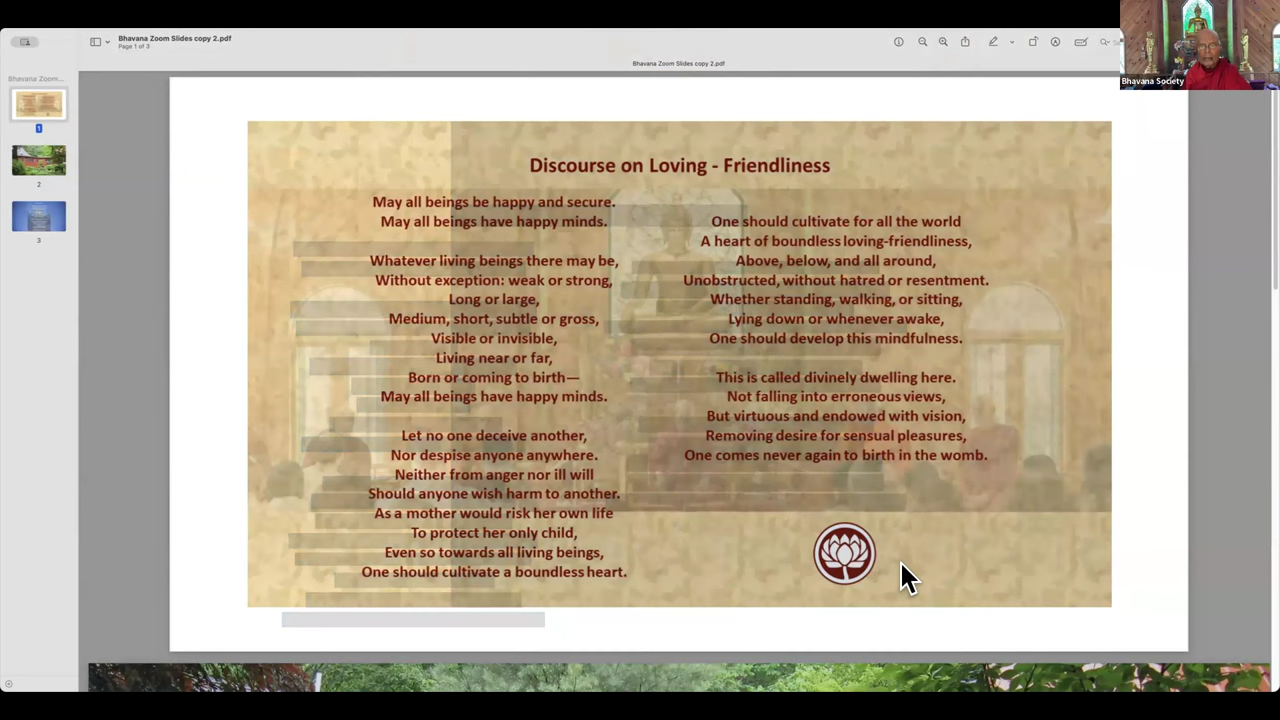 Bhavana Zoom Slides copy 2.pdf
Page 1 of 3
Bhavana Society
Bhavana Zoom Slides copy 2.pdf
Bhavana Zoom...
1
2
3
Discourse on Loving - Friendliness
May all beings be happy and secure.
May all beings have happy minds.
Whatever living beings there may be,
Without exception: weak or strong,
Long or large,
Medium, short, subtle or gross,
Visible or invisible,
Living near or far,
Born or coming to birth—
May all beings have happy minds.
Let no one deceive another,
Nor despise anyone anywhere.
Neither from anger nor ill will
Should anyone wish harm to another.
As a mother would risk her own life
To protect her only child,
Even so towards all living beings,
One should cultivate a boundless heart.
One should cultivate for all the world
A heart of boundless loving-friendliness,
Above, below, and all around,
Unobstructed, without hatred or resentment.
Whether standing, walking, or sitting,
Lying down or whenever awake,
One should develop this mindfulness.
This is called divinely dwelling here.
Not falling into erroneous views,
But virtuous and endowed with vision,
Removing desire for sensual pleasures,
One comes never again to birth in the womb.